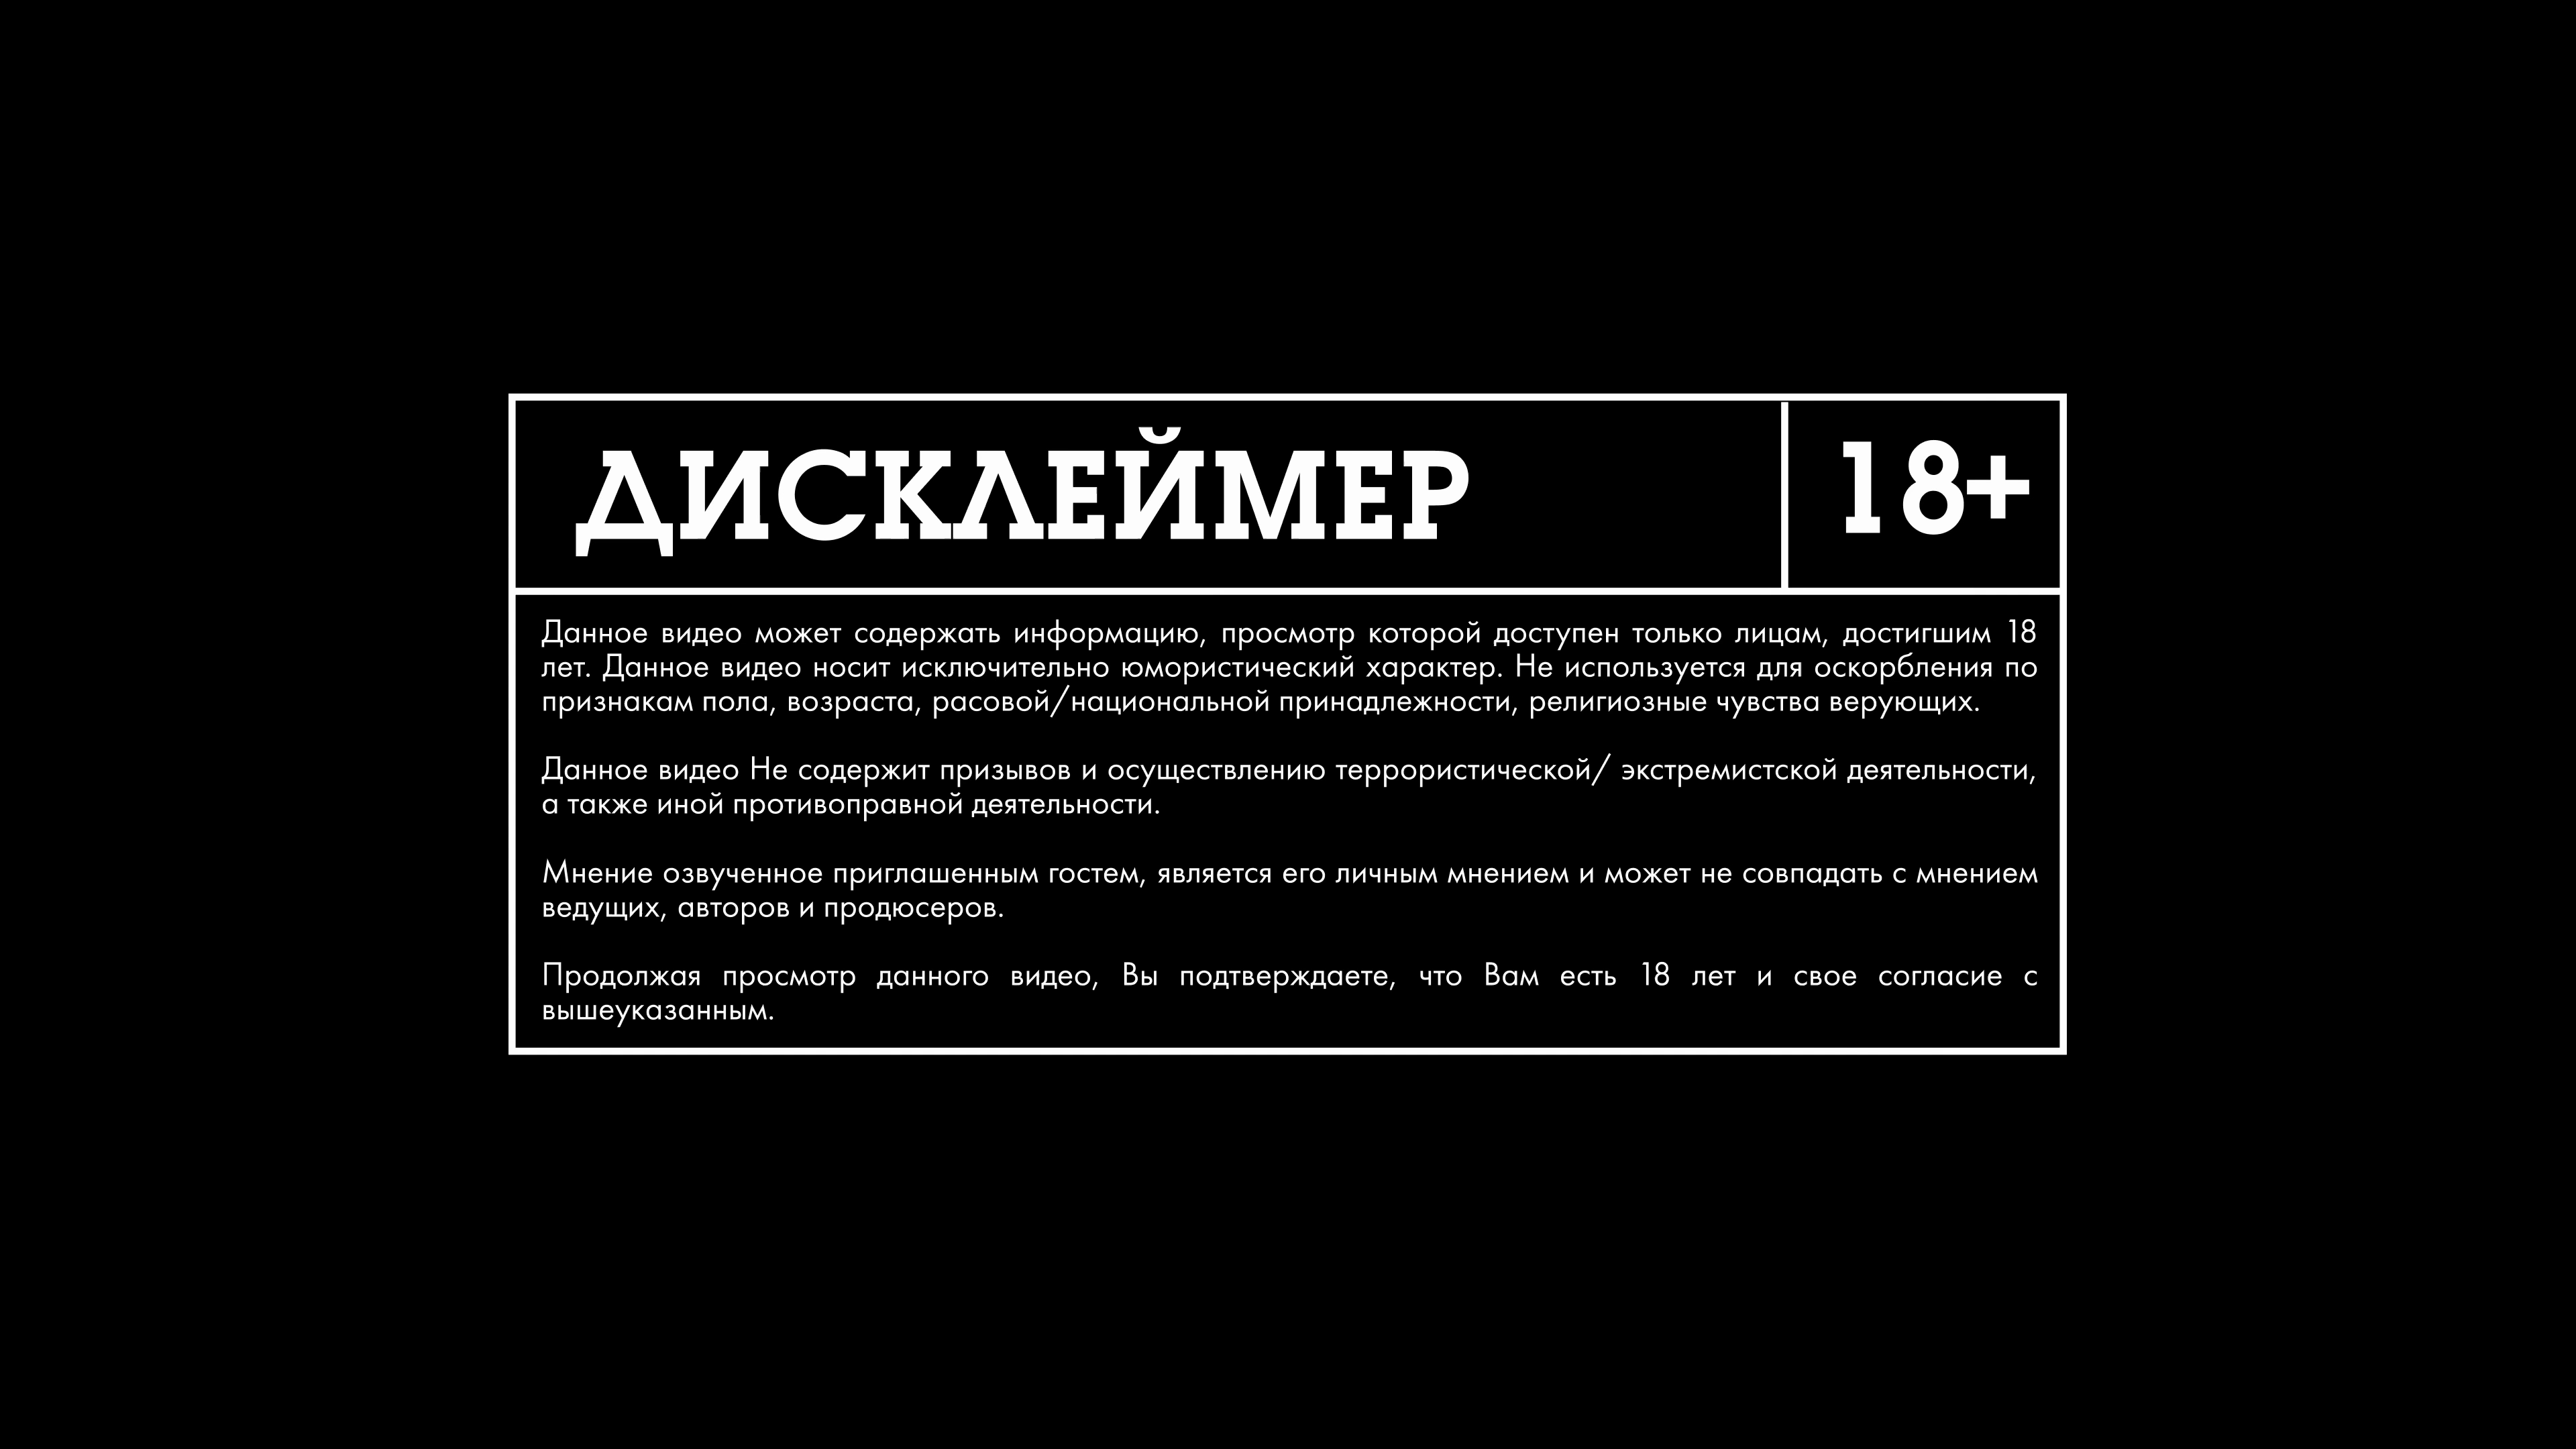 ДИСКЛЕЙМЕР
18+
Данное видео может содержать информацию, просмотр которой доступен только лицам, достигшим 18
лет. Данное видео носит исключительно юмористический характер. Не используется для оскорбления по
признакам пола, возраста, расовой/национальной принадлежности, религиозные чувства верующих.
Данное видео Не содержит призывов и осуществлению террористической/ экстремистской деятельности,
а также иной противоправной деятельности.
Мнение озвученное приглашенным гостем, является его личным мнением и может не совпадать с мнением
ведущих, авторов и продюсеров.
Продолжая просмотр данного видео, Вы подтверждаете, что Вам есть 18 лет и свое согласие с
вышеуказанным.